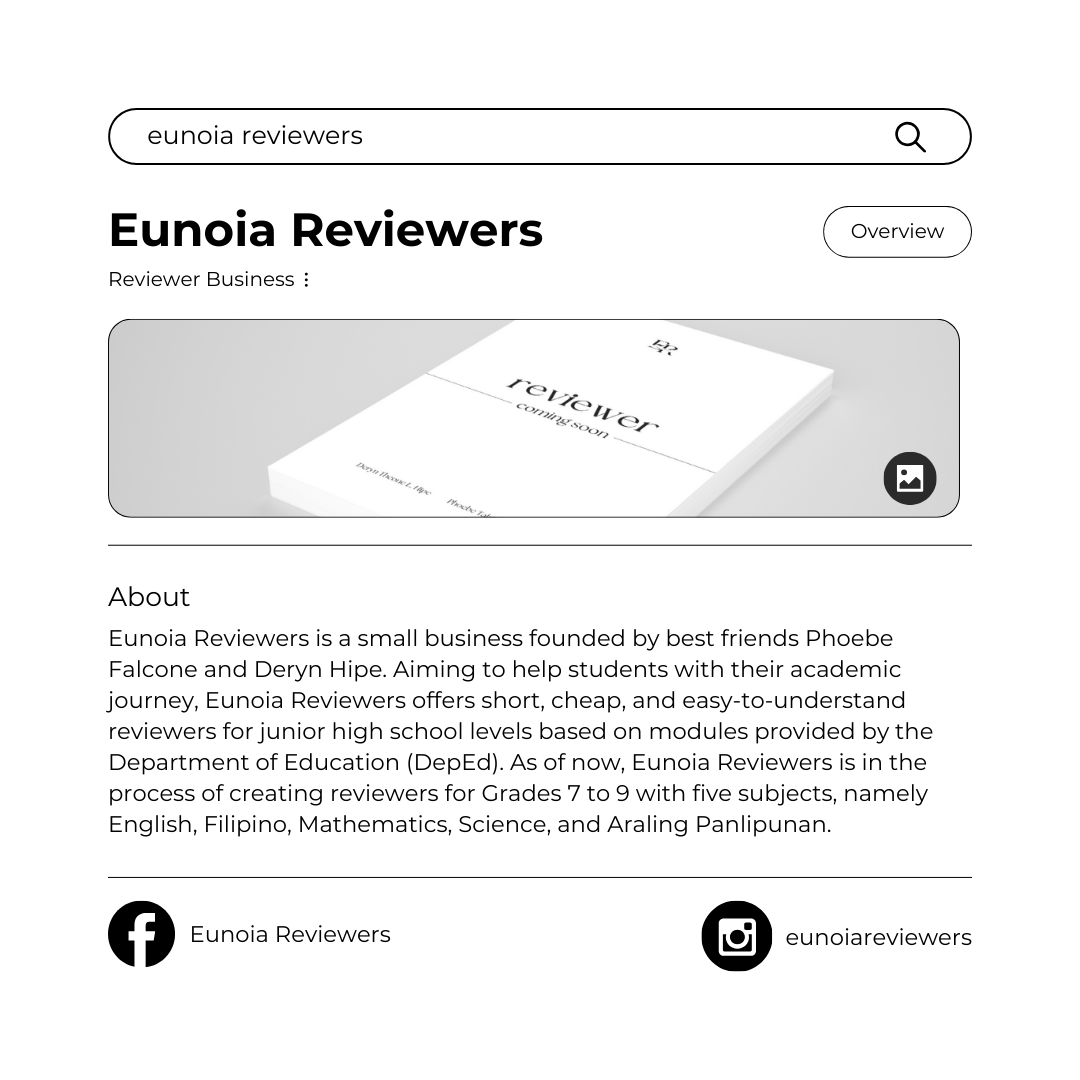 eunoia reviewers
Eunoia Reviewers
Overview
Reviewer Business
ER
reviewer
coming soon
Deryn Theone L. Hipe
Phoebe
About
Eunoia Reviewers is a small business founded by best friends Phoebe
Falcone and Deryn Hipe. Aiming to help students with their academic
journey, Eunoia Reviewers offers short, cheap, and easy-to-understand
reviewers for junior high school levels based on modules provided by the
Department of Education (DepEd). As of now, Eunoia Reviewers is in the
process of creating reviewers for Grades 7 to 9 with five subjects, namely
English, Filipino, Mathematics, Science, and Araling Panlipunan.
Eunoia Reviewers
eunoiareviewers